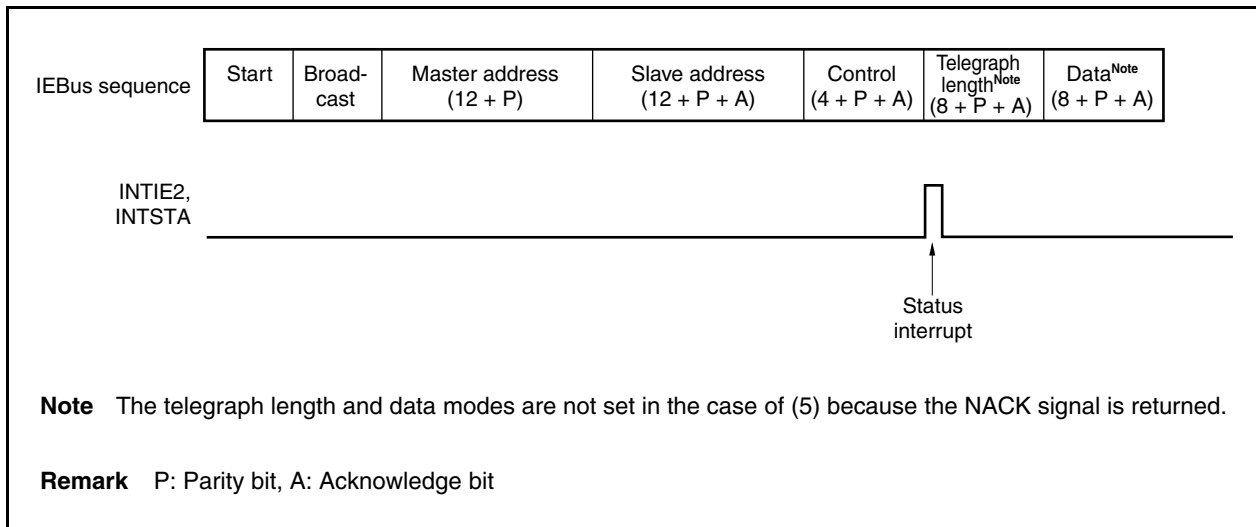 IEBus sequence
Start
Broad-
cast
Master address
(12 + P)
Slave address
(12 + P + A)
Control
(4 + P + A)
Telegraph
lengthNote
(8 + P + A)
DataNote
(8 + P + A)
INTIE2,
INTSTA
Status
interrupt
Note The telegraph length and data modes are not set in the case of (5) because the NACK signal is returned.
Remark P: Parity bit, A: Acknowledge bit